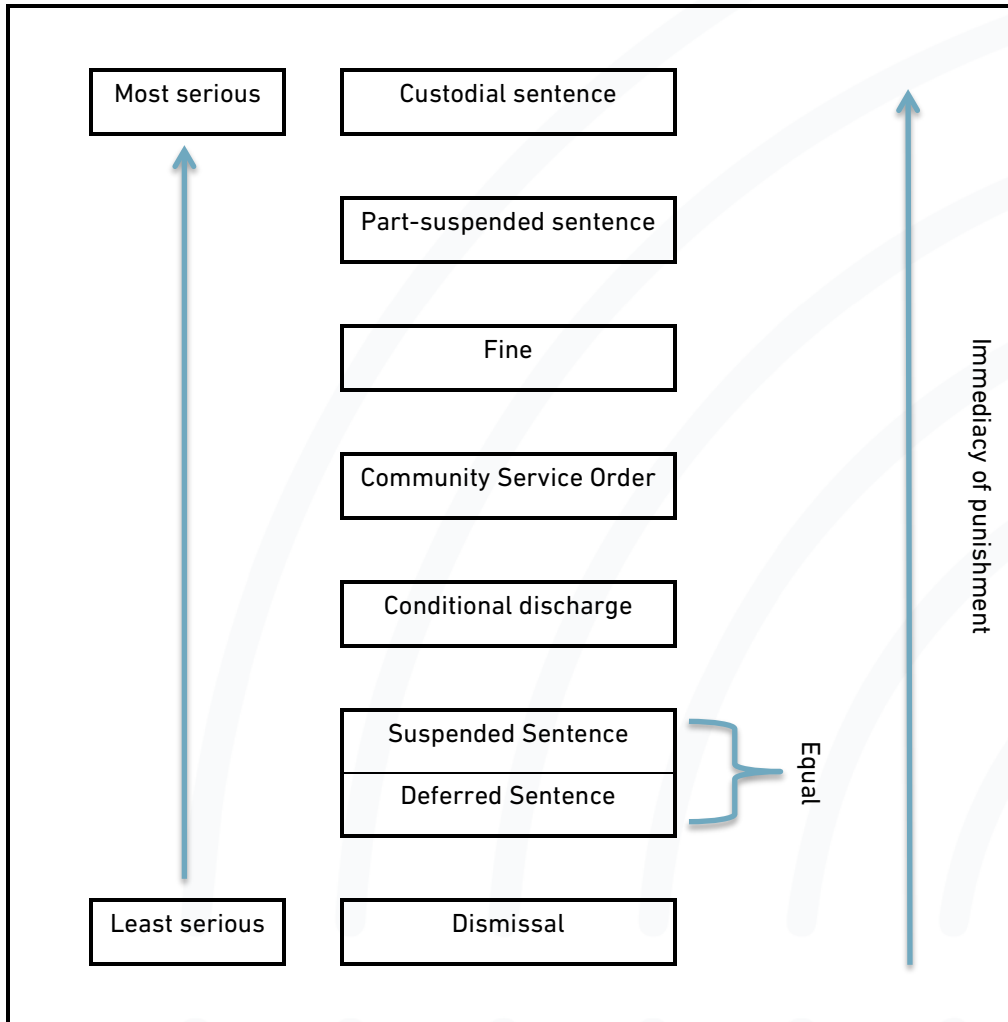 Most serious
Custodial sentence
Part-suspended sentence
Fine
Community Service Order
Conditional discharge
Suspended Sentence
Deferred Sentence
Equal
Least serious
Dismissal
Immediacy of punishment